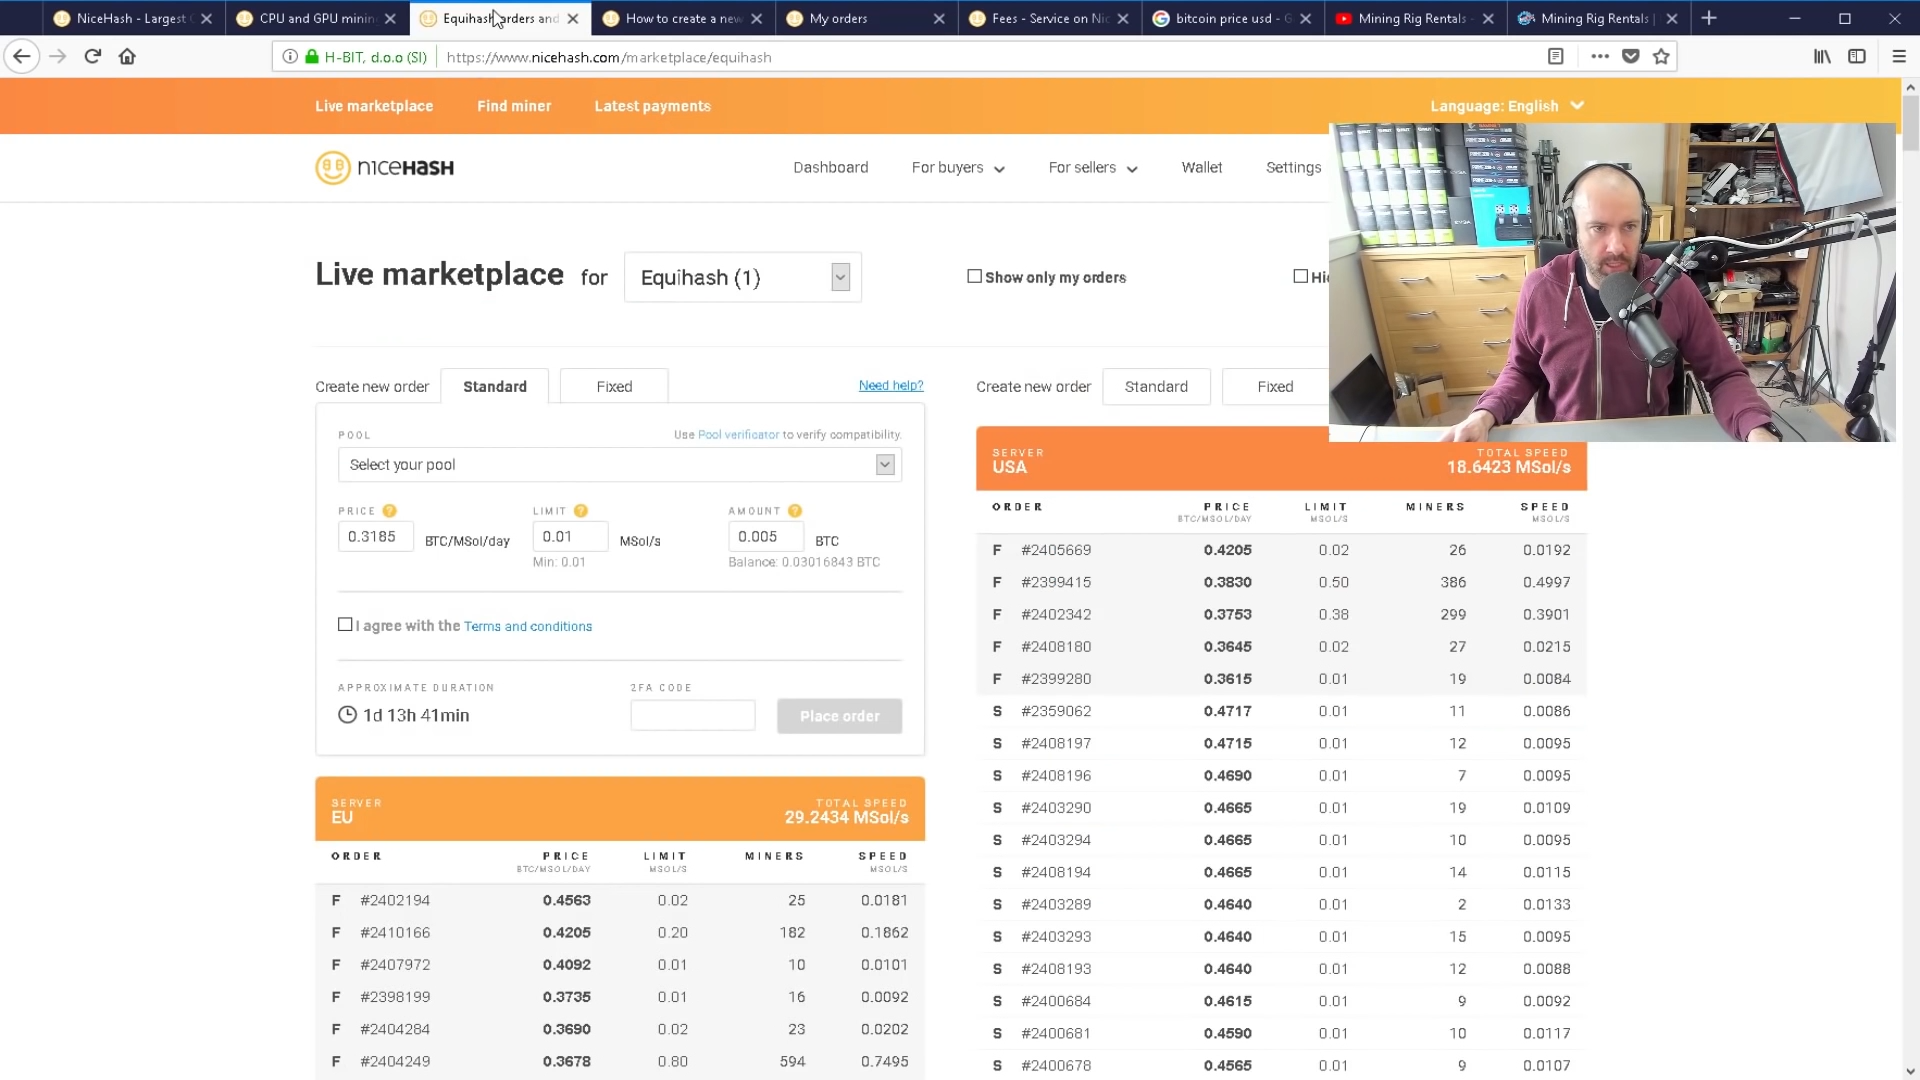 NiceHash - Largest C
CPU and GPU minin
Equihash orders and
How to create a new
My orders
Fees - Service on Nic
bitcoin price usd - G
Mining Rig Rentals -
Mining Rig Rentals |
H-BIT, d.o.o (SI)
https://www.nicehash.com/marketplace/equihash
Live marketplace Find miner Latest payments Language: English
niceHASH Dashboard For buyers For sellers Wallet Settings
Live marketplace for Equihash (1) Show only my orders Hi
Create new order Standard Fixed Need help?
POOL Use Pool verificator to verify compatibility.
Select your pool
PRICE ? LIMIT ? AMOUNT ?
0.3185 BTC/MSol/day 0.01 MSol/s 0.005 BTC
Min: 0.01 Balance: 0.03016843 BTC
I agree with the Terms and conditions
APPROXIMATE DURATION 2FA CODE
1d 13h 41min Place order
SERVER TOTAL SPEED
EU 29.2434 MSol/s
ORDER PRICE LIMIT MINERS SPEED
BTC/MSOL/DAY MSOL/S MSOL/S
F #2402194 0.4563 0.02 25 0.0181
F #2410166 0.4205 0.20 182 0.1862
F #2407972 0.4092 0.01 10 0.0101
F #2398199 0.3735 0.01 16 0.0092
F #2404284 0.3690 0.02 23 0.0202
F #2404249 0.3678 0.80 594 0.7495
Create new order Standard Fixed
SERVER TOTAL SPEED
USA 18.6423 MSol/s
ORDER PRICE LIMIT MINERS SPEED
BTC/MSOL/DAY MSOL/S MSOL/S
F #2405669 0.4205 0.02 26 0.0192
F #2399415 0.3830 0.50 386 0.4997
F #2402342 0.3753 0.38 299 0.3901
F #2408180 0.3645 0.02 27 0.0215
F #2399280 0.3615 0.01 19 0.0084
S #2359062 0.4717 0.01 11 0.0086
S #2408197 0.4715 0.01 12 0.0095
S #2408196 0.4690 0.01 7 0.0095
S #2403290 0.4665 0.01 19 0.0109
S #2403294 0.4665 0.01 10 0.0095
S #2408194 0.4665 0.01 14 0.0115
S #2403289 0.4640 0.01 2 0.0133
S #2403293 0.4640 0.01 15 0.0095
S #2408193 0.4640 0.01 12 0.0088
S #2400684 0.4615 0.01 9 0.0092
S #2400681 0.4590 0.01 10 0.0117
S #2400678 0.4565 0.01 9 0.0107